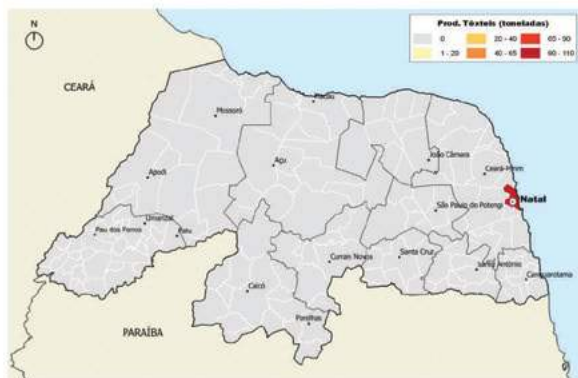 N
Prod. Têxteis (toneladas)
0
20 - 40
65 - 90
1 - 20
40 - 65
90 - 110
CEARÁ
Mossoró
Macau
João Câmara
Açu
Ceará-Mirim
Apodi
Natal
São Paulo do Potengi
Umarizal
Pau dos Ferros
Patu
Currais Novos
Santa Cruz
Santo Antônio
Canguaretama
Caicó
Parelhas
PARAÍBA